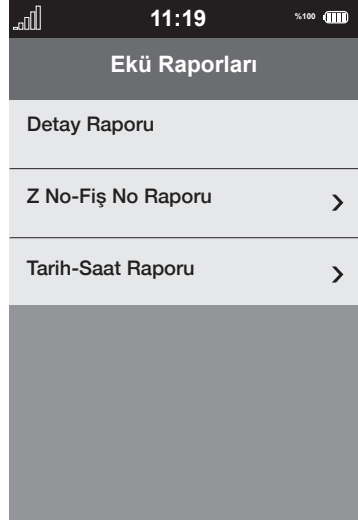 11:19
%100
Ekü Raporları
Detay Raporu
Z No-Fiş No Raporu
Tarih-Saat Raporu